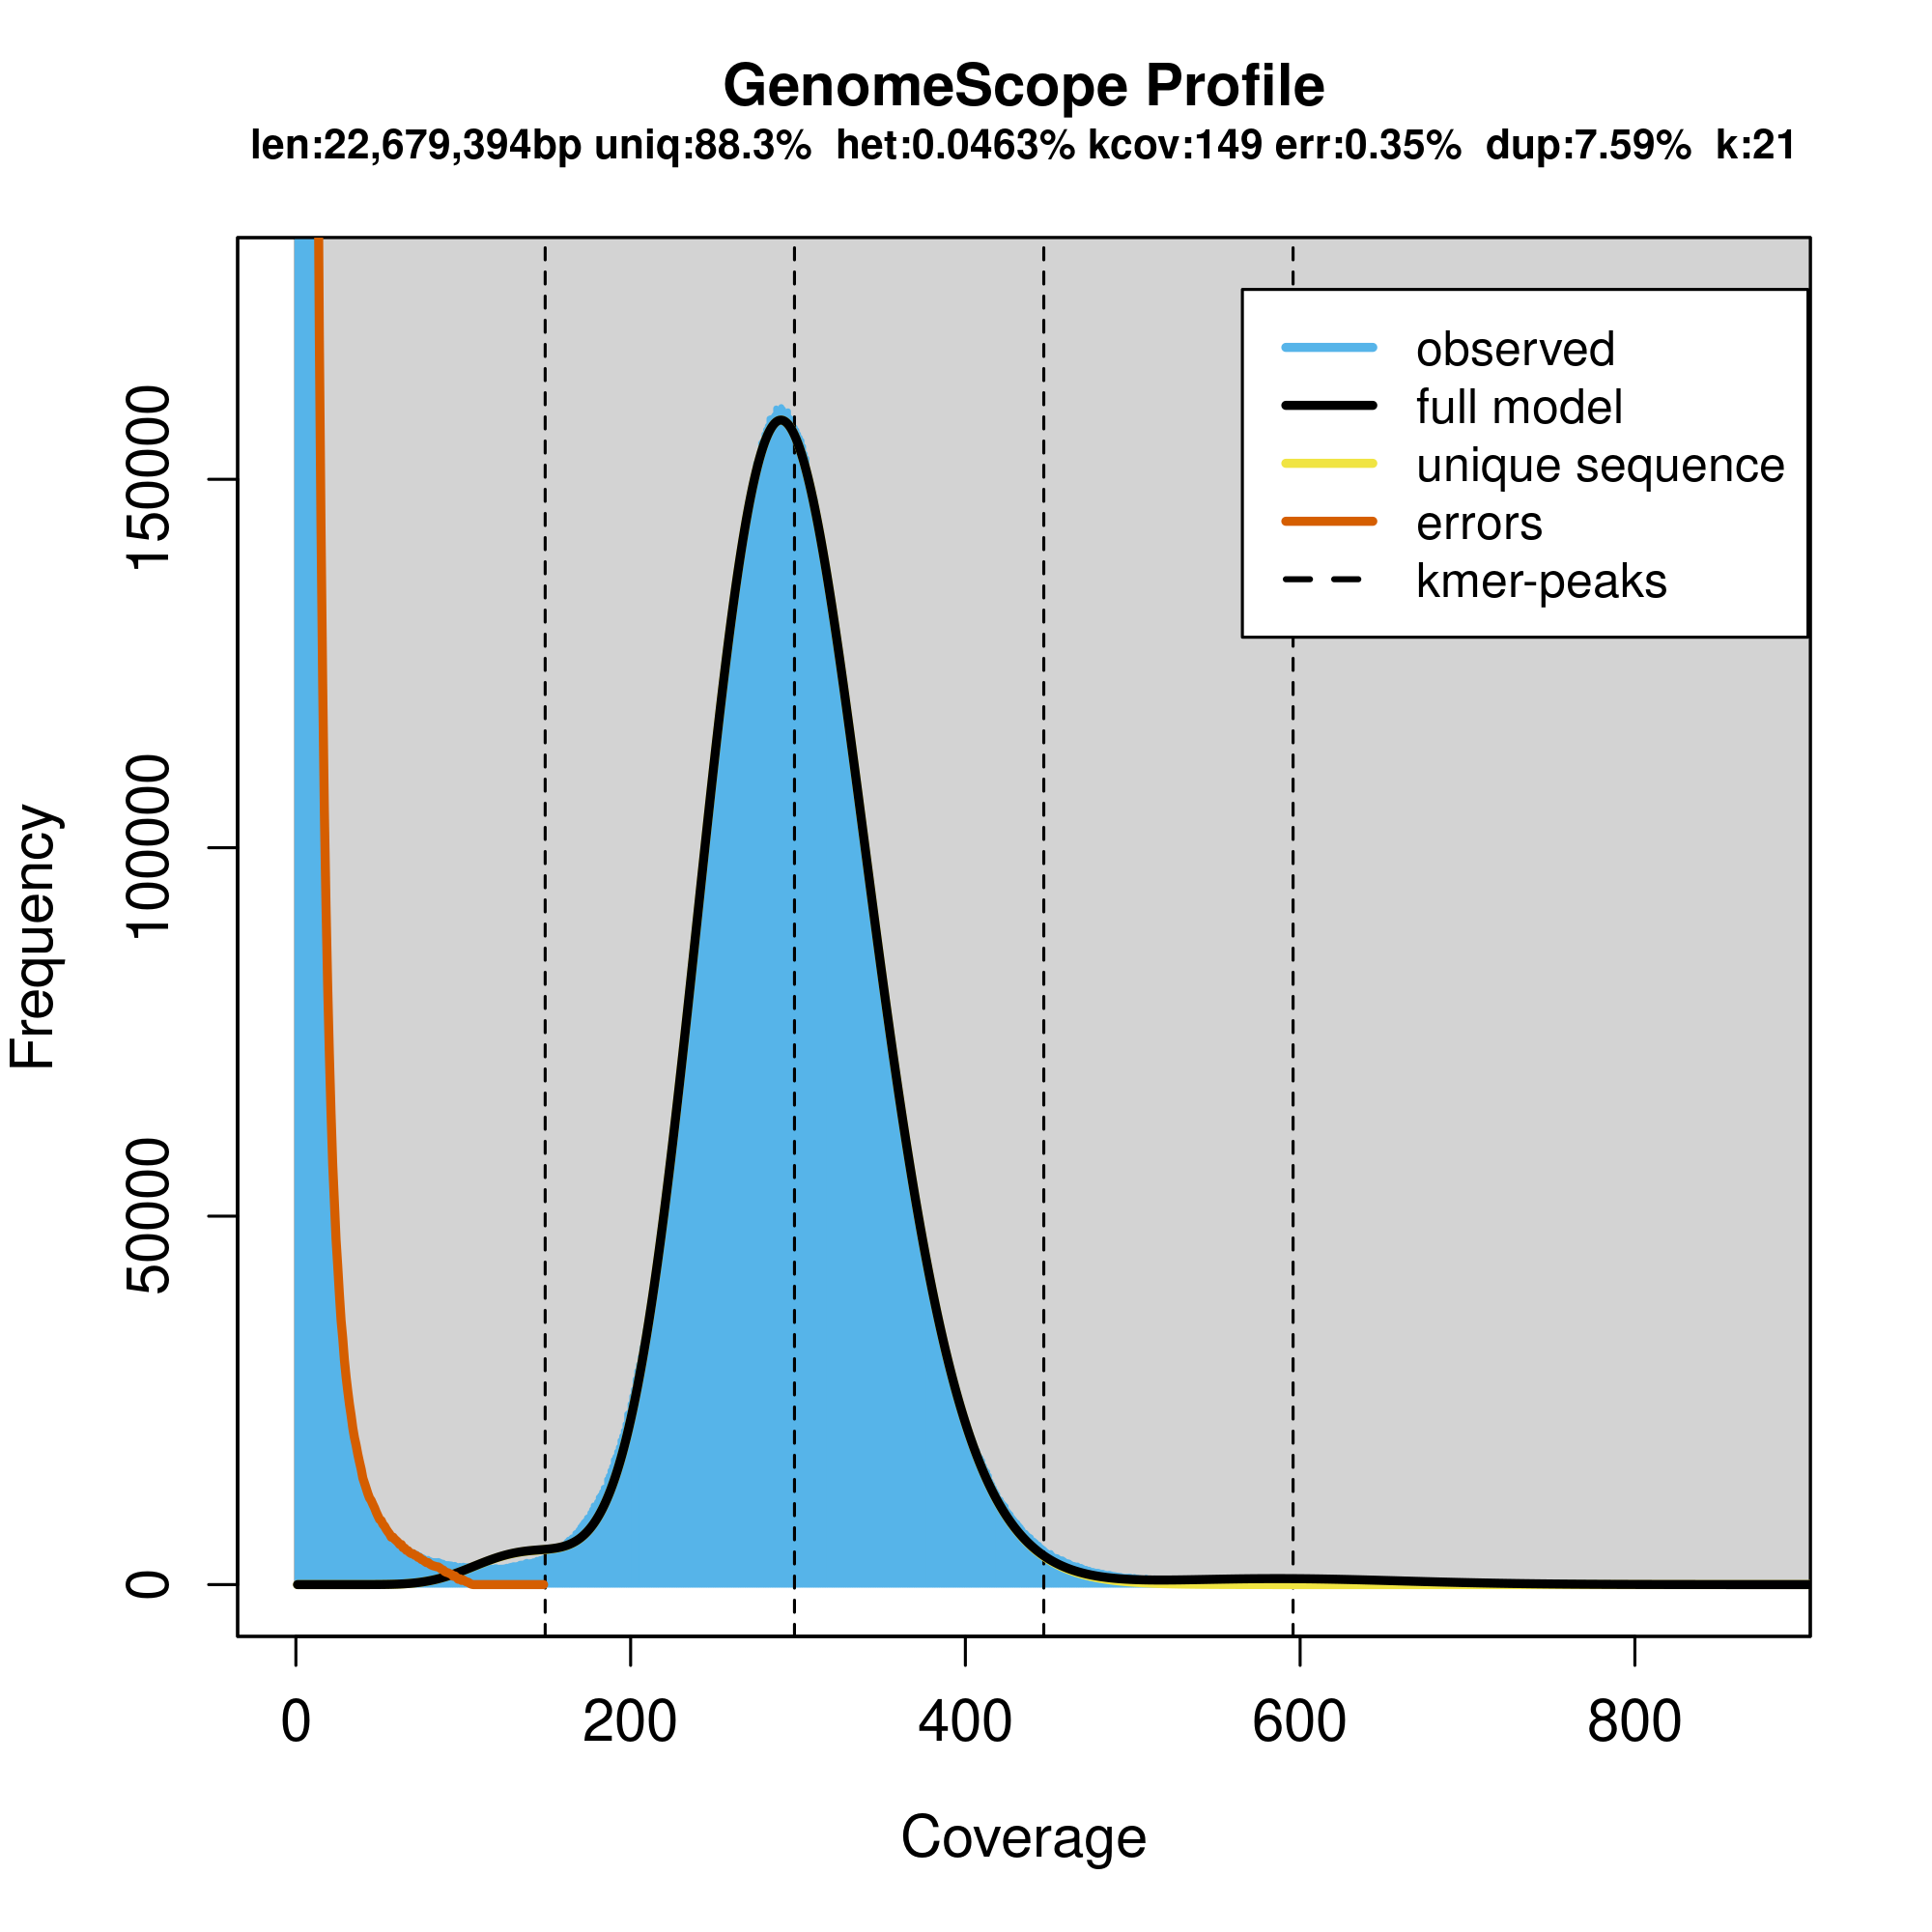 GenomeScope Profile
len:22,679,394bp uniq:88.3% het:0.0463% kcov:149 err:0.35% dup:7.59% k:21
observed
full model
unique sequence
errors
kmer-peaks
Frequency
150000
100000
50000
0
0 200 400 600 800
Coverage